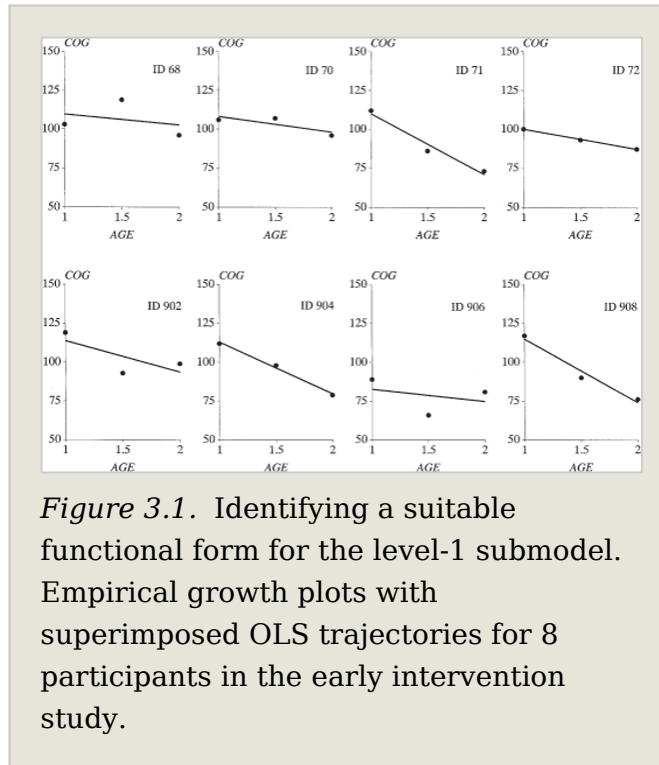 COG COG COG COG
150 150 150 150
ID 68 ID 70 ID 71 ID 72
125 125 125 125
100 100 100 100
75 75 75 75
50 50 50 50
1 1.5 2 1 1.5 2 1 1.5 2 1 1.5 2
AGE AGE AGE AGE
COG COG COG COG
150 150 150 150
ID 902 ID 904 ID 906 ID 908
125 125 125 125
100 100 100 100
75 75 75 75
50 50 50 50
1 1.5 2 1 1.5 2 1 1.5 2 1 1.5 2
AGE AGE AGE AGE
Figure 3.1. Identifying a suitable
functional form for the level-1 submodel.
Empirical growth plots with
superimposed OLS trajectories for 8
participants in the early intervention
study.